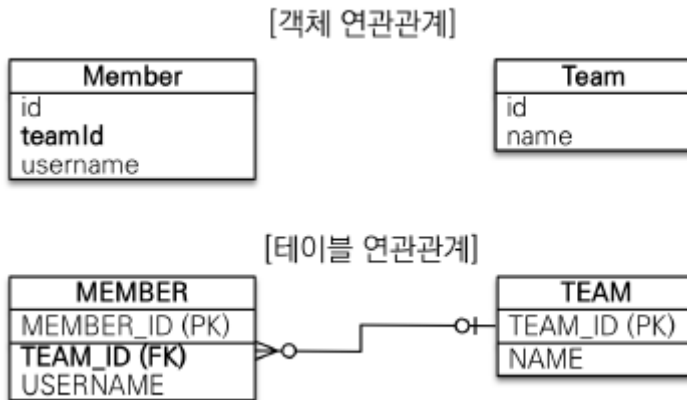 [객체 연관관계]
Member
id
teamId
username
Team
id
name
[테이블 연관관계]
MEMBER
MEMBER_ID (PK)
TEAM_ID (FK)
USERNAME
TEAM
TEAM_ID (PK)
NAME